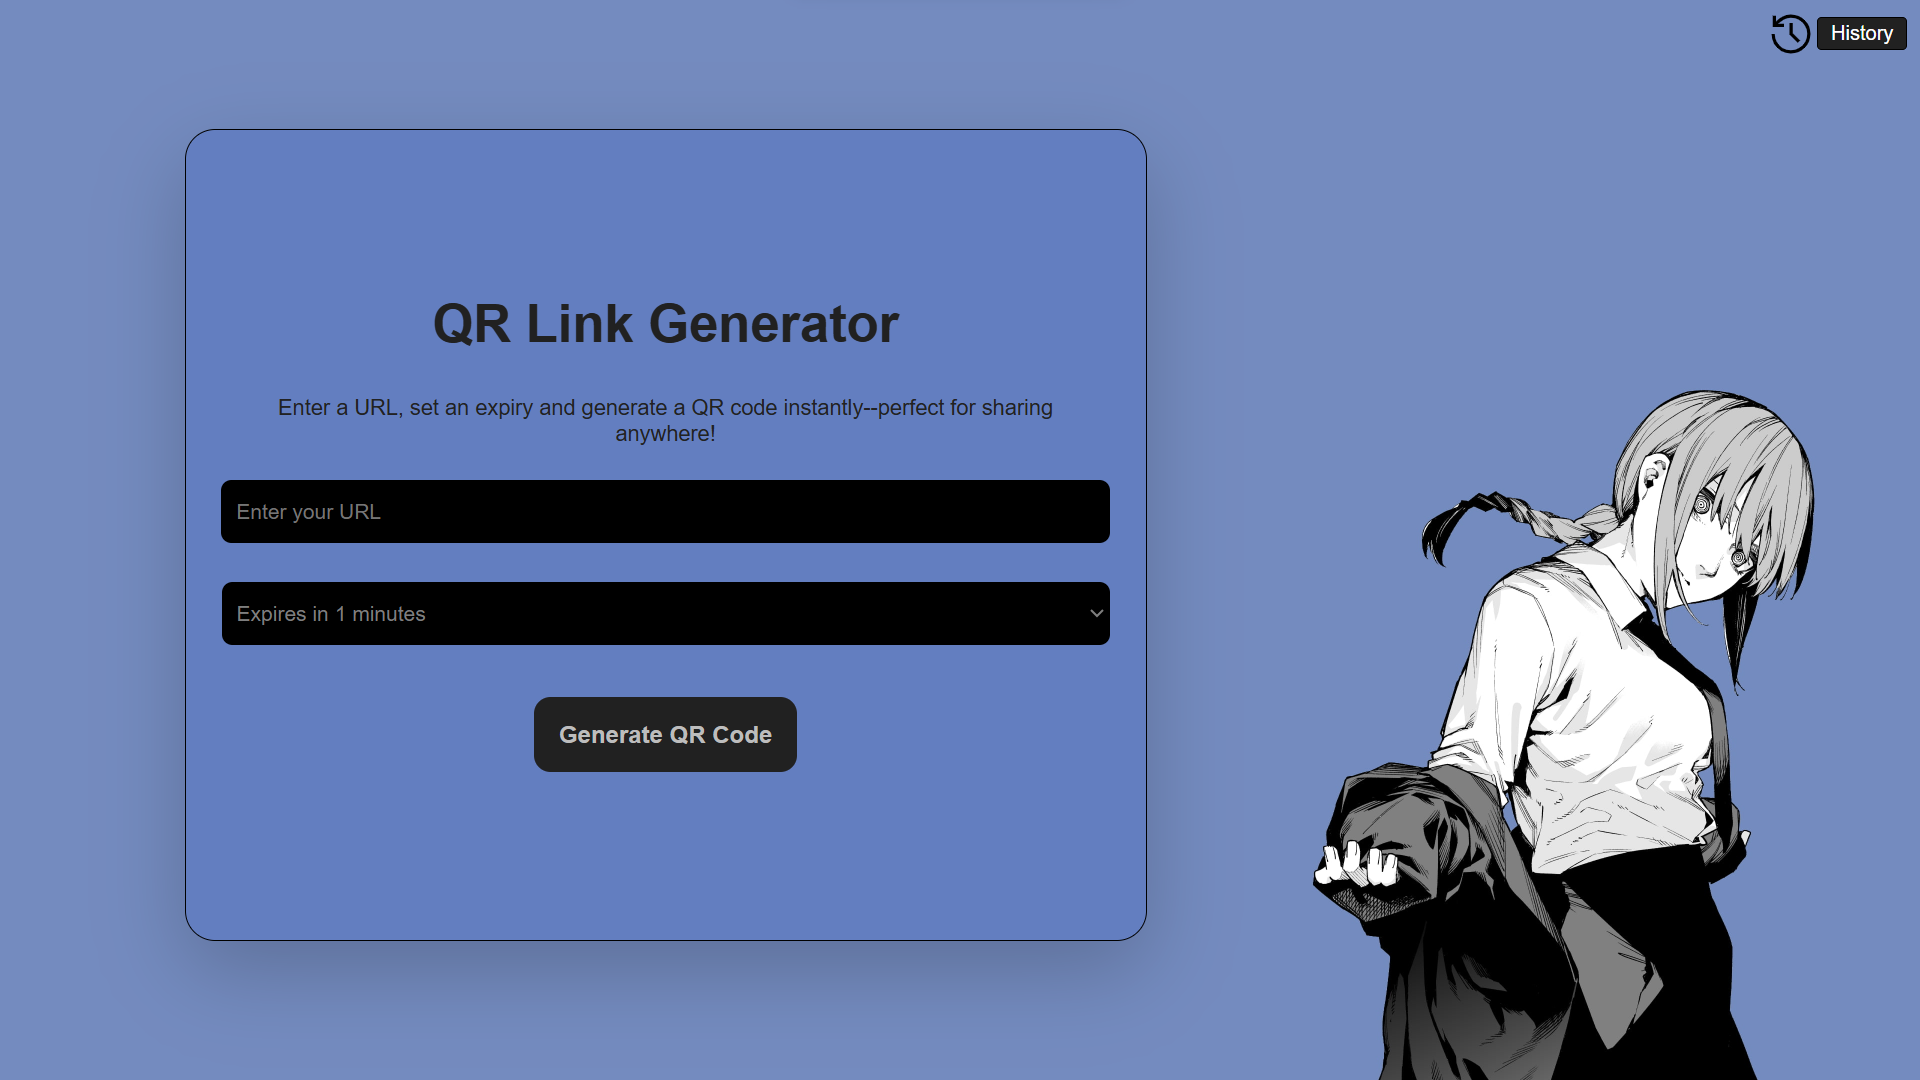 History
QR Link Generator
Enter a URL, set an expiry and generate a QR code instantly--perfect for sharing
anywhere!
Enter your URL
Expires in 1 minutes
Generate QR Code